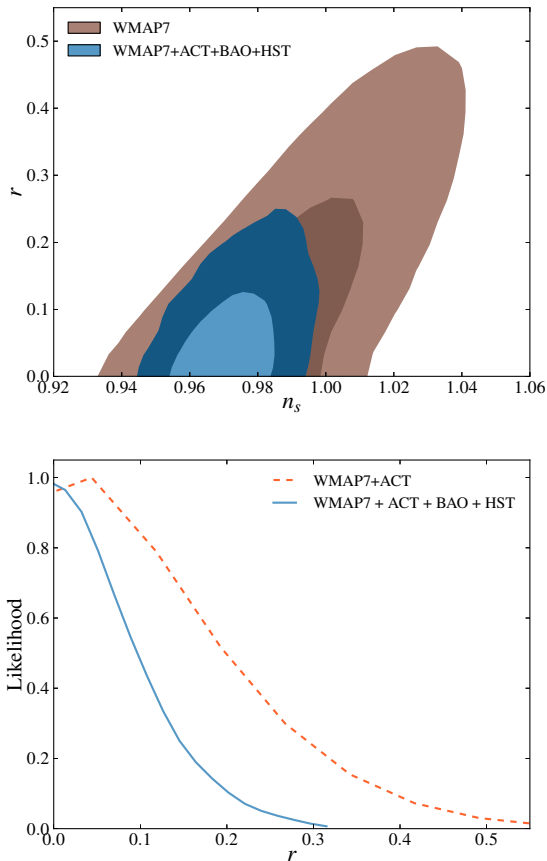 0.5
0.4
0.3
0.2
0.1
0.0
r
WMAP7
WMAP7+ACT+BAO+HST
0.92 0.94 0.96 0.98 1.00 1.02 1.04 1.06
n_s
1.0
0.8
0.6
0.4
0.2
0.0
Likelihood
WMAP7+ACT
WMAP7 + ACT + BAO + HST
0.0 0.1 0.2 0.3 0.4 0.5
r